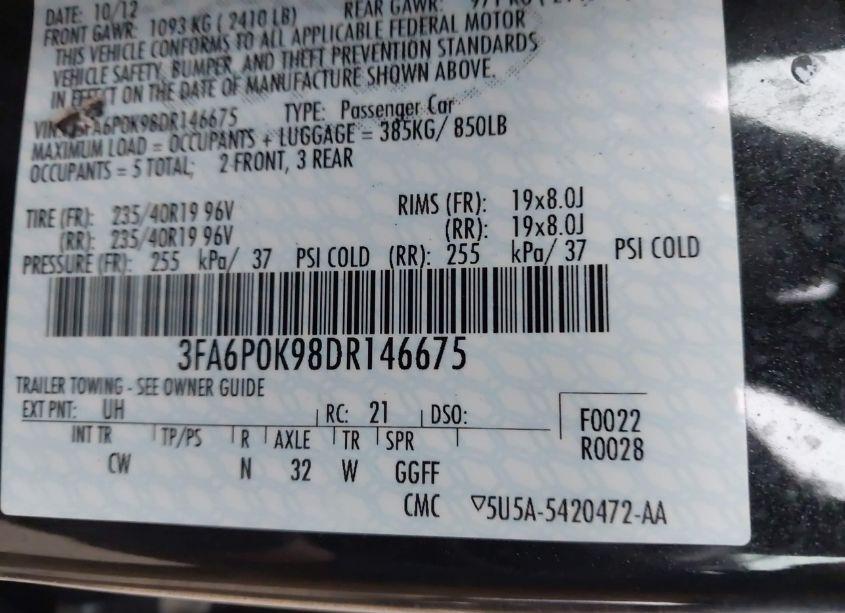 DATE: 10/12 REAR GAWR:
FRONT GAWR: 1093 KG ( 2410 LB)
THIS VEHICLE CONFORMS TO ALL APPLICABLE FEDERAL MOTOR
VEHICLE SAFETY, BUMPER, AND THEFT PREVENTION STANDARDS
IN EFFECT ON THE DATE OF MANUFACTURE SHOWN ABOVE.
VIN: 3FA6P0K98DR146675 TYPE: Passenger Car
MAXIMUM LOAD = OCCUPANTS + LUGGAGE = 385KG/ 850LB
OCCUPANTS = 5 TOTAL; 2 FRONT, 3 REAR
TIRE (FR): 235/40R19 96V RIMS (FR): 19x8.0J
(RR): 235/40R19 96V (RR): 19x8.0J
PRESSURE (FR): 255 kPa/ 37 PSI COLD (RR): 255 kPa/ 37 PSI COLD
3FA6P0K98DR146675
TRAILER TOWING - SEE OWNER GUIDE
EXT PNT: UH RC: 21 DSO: F0022
INT TR TP/PS R AXLE TR SPR R0028
CW N 32 W GGFF
CMC ▽5U5A-5420472-AA